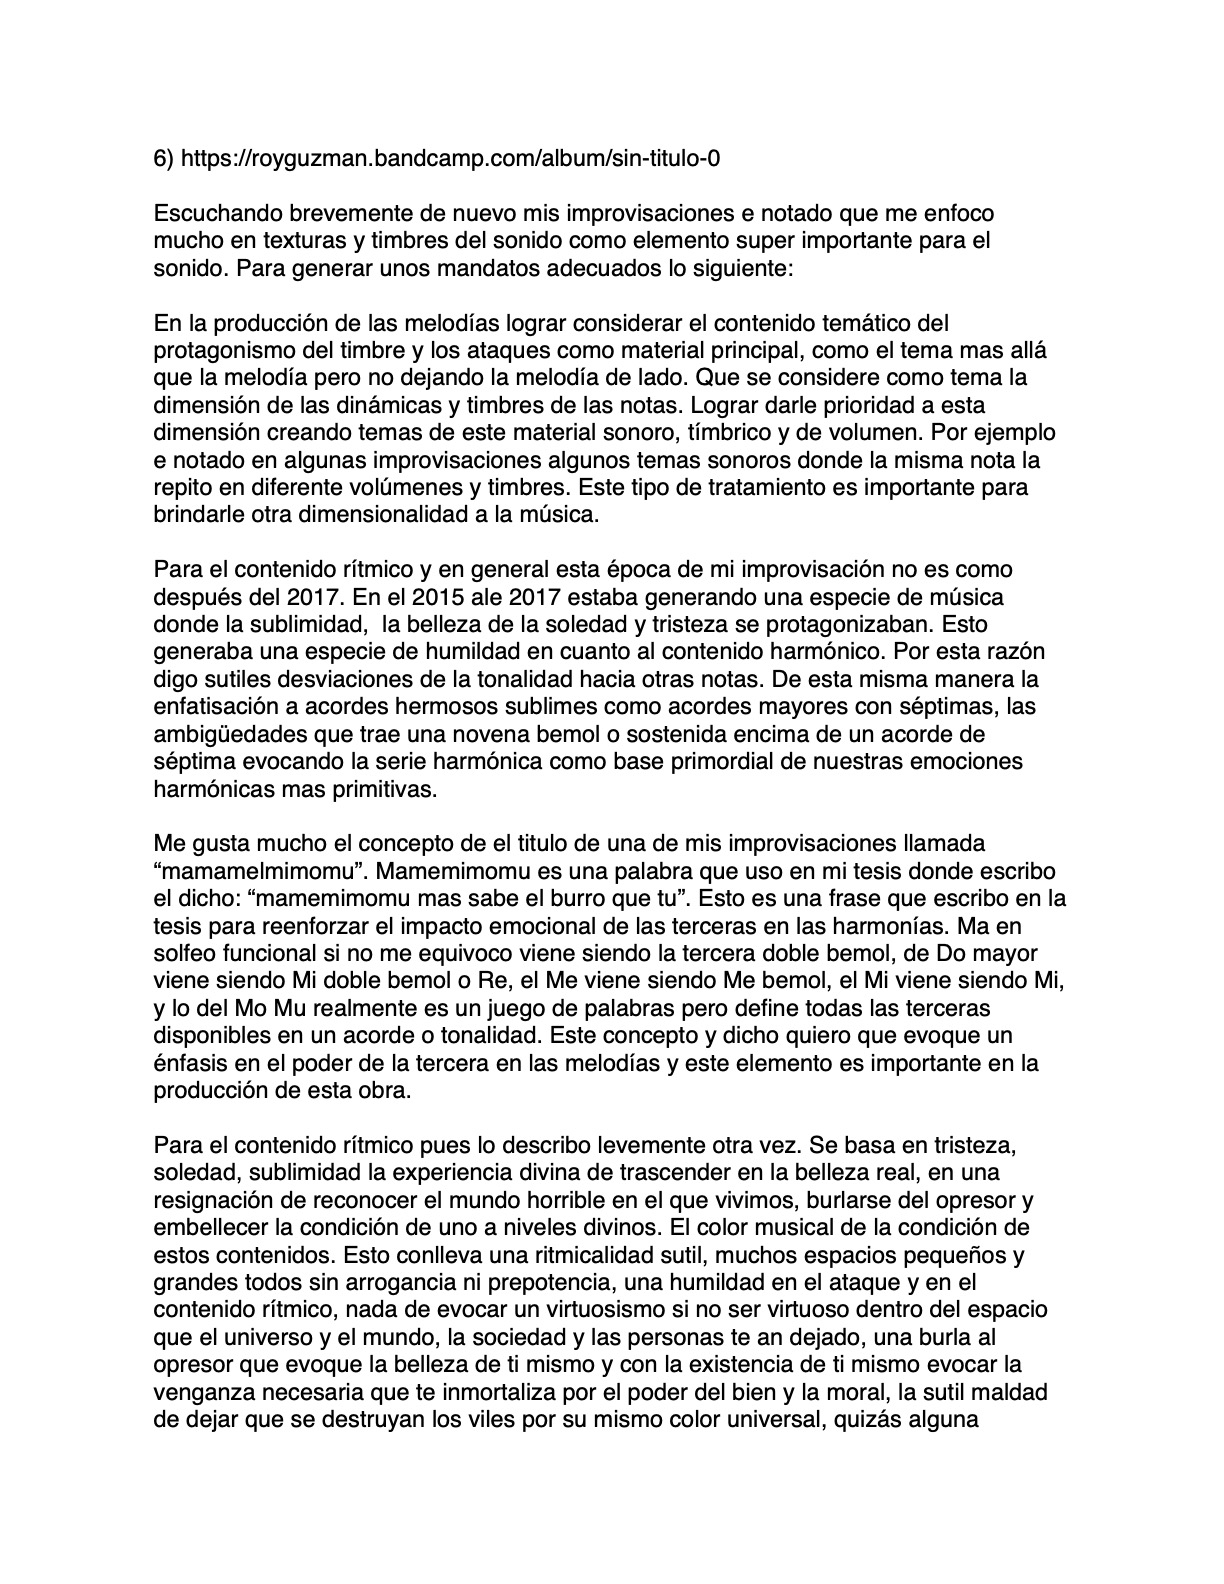 6) https://royguzman.bandcamp.com/album/sin-titulo-0
Escuchando brevemente de nuevo mis improvisaciones e notado que me enfoco
mucho en texturas y timbres del sonido como elemento super importante para el
sonido. Para generar unos mandatos adecuados lo siguiente:
En la producción de las melodías lograr considerar el contenido temático del
protagonismo del timbre y los ataques como material principal, como el tema mas allá
que la melodía pero no dejando la melodía de lado. Que se considere como tema la
dimensión de las dinámicas y timbres de las notas. Lograr darle prioridad a esta
dimensión creando temas de este material sonoro, tímbrico y de volumen. Por ejemplo
e notado en algunas improvisaciones algunos temas sonoros donde la misma nota la
repito en diferente volúmenes y timbres. Este tipo de tratamiento es importante para
brindarle otra dimensionalidad a la música.
Para el contenido rítmico y en general esta época de mi improvisación no es como
después del 2017. En el 2015 ale 2017 estaba generando una especie de música
donde la sublimidad,  la belleza de la soledad y tristeza se protagonizaban. Esto
generaba una especie de humildad en cuanto al contenido harmónico. Por esta razón
digo sutiles desviaciones de la tonalidad hacia otras notas. De esta misma manera la
enfatisación a acordes hermosos sublimes como acordes mayores con séptimas, las
ambigüedades que trae una novena bemol o sostenida encima de un acorde de
séptima evocando la serie harmónica como base primordial de nuestras emociones
harmónicas mas primitivas.
Me gusta mucho el concepto de el titulo de una de mis improvisaciones llamada
“mamamelmimomu”. Mamemimomu es una palabra que uso en mi tesis donde escribo
el dicho: “mamemimomu mas sabe el burro que tu”. Esto es una frase que escribo en la
tesis para reenforzar el impacto emocional de las terceras en las harmonías. Ma en
solfeo funcional si no me equivoco viene siendo la tercera doble bemol, de Do mayor
viene siendo Mi doble bemol o Re, el Me viene siendo Me bemol, el Mi viene siendo Mi,
y lo del Mo Mu realmente es un juego de palabras pero define todas las terceras
disponibles en un acorde o tonalidad. Este concepto y dicho quiero que evoque un
énfasis en el poder de la tercera en las melodías y este elemento es importante en la
producción de esta obra.
Para el contenido rítmico pues lo describo levemente otra vez. Se basa en tristeza,
soledad, sublimidad la experiencia divina de trascender en la belleza real, en una
resignación de reconocer el mundo horrible en el que vivimos, burlarse del opresor y
embellecer la condición de uno a niveles divinos. El color musical de la condición de
estos contenidos. Esto conlleva una ritmicalidad sutil, muchos espacios pequeños y
grandes todos sin arrogancia ni prepotencia, una humildad en el ataque y en el
contenido rítmico, nada de evocar un virtuosismo si no ser virtuoso dentro del espacio
que el universo y el mundo, la sociedad y las personas te an dejado, una burla al
opresor que evoque la belleza de ti mismo y con la existencia de ti mismo evocar la
venganza necesaria que te inmortaliza por el poder del bien y la moral, la sutil maldad
de dejar que se destruyan los viles por su mismo color universal, quizás alguna